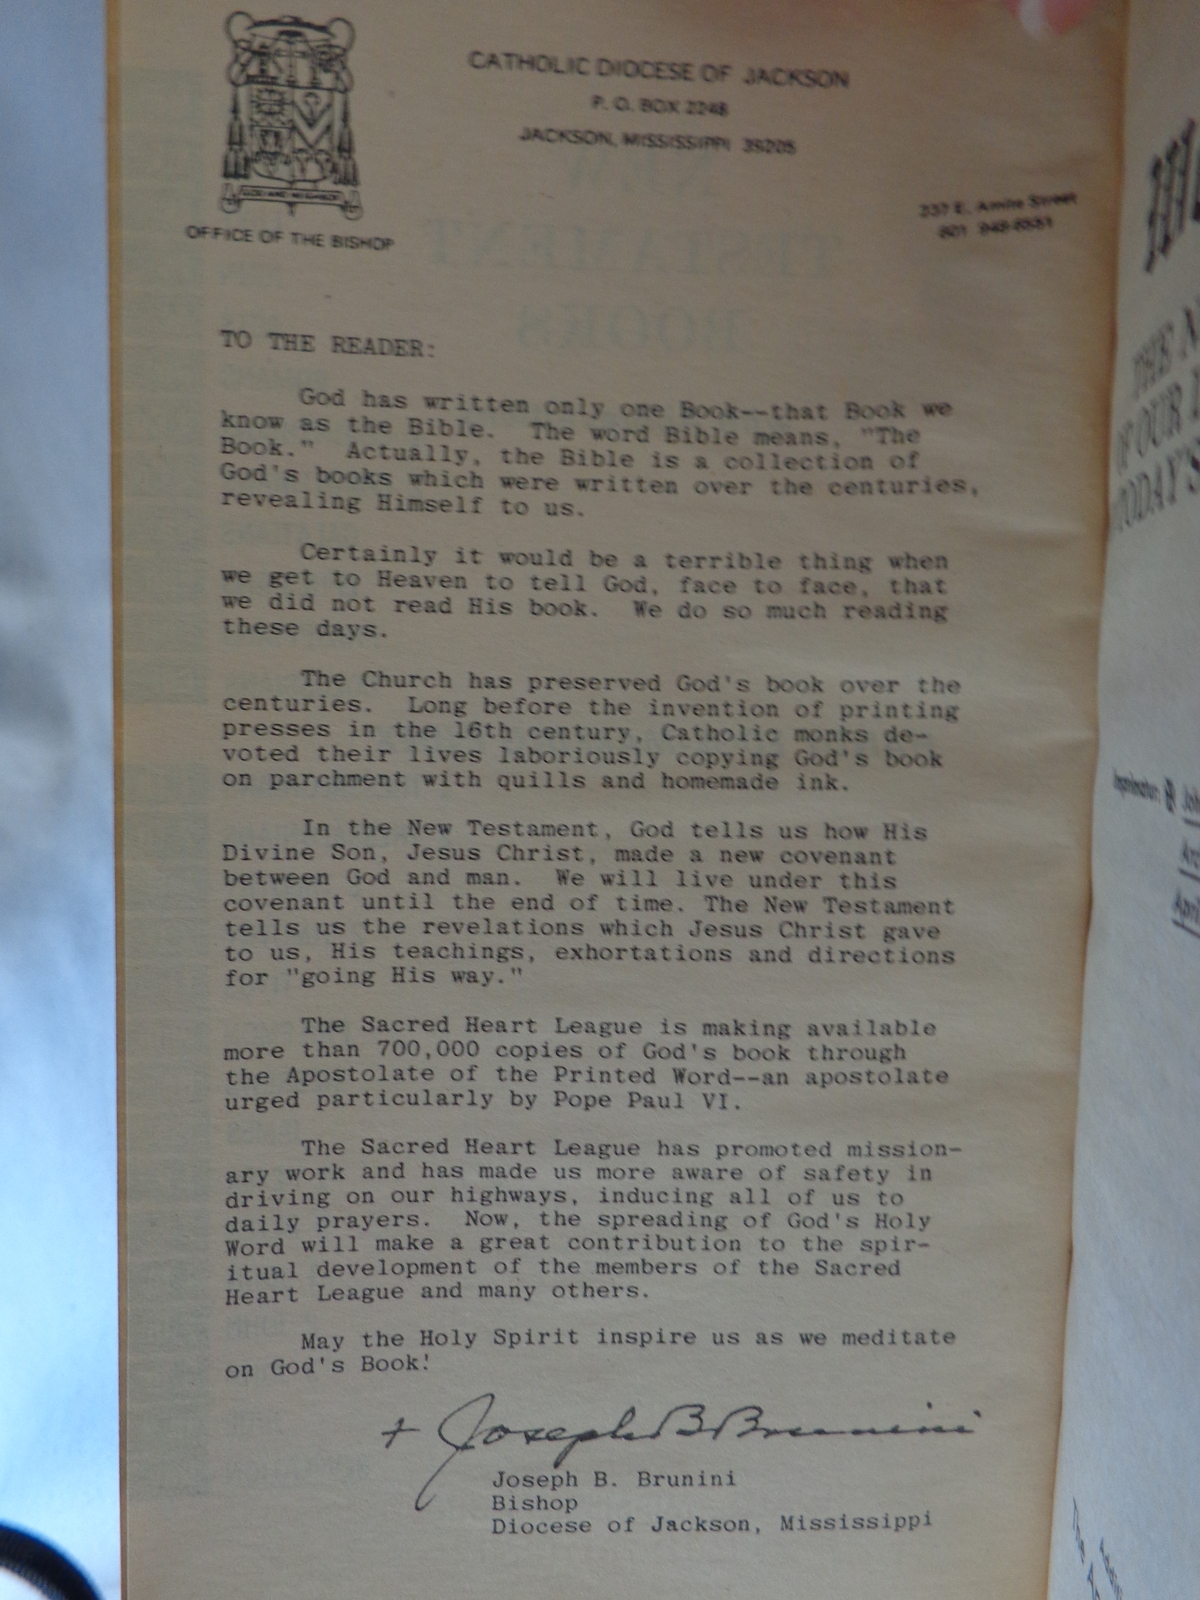 CATHOLIC DIOCESE OF JACKSON
P. O. BOX 2248
JACKSON, MISSISSIPPI 39205
GOD AND NEIGHBOR
OFFICE OF THE BISHOP
237 E. Amite Street
601
TO THE READER:
God has written only one Book--that Book we
know as the Bible. The word Bible means, "The
Book." Actually, the Bible is a collection of
God's books which were written over the centuries,
revealing Himself to us.
Certainly it would be a terrible thing when
we get to Heaven to tell God, face to face, that
we did not read His book. We do so much reading
these days.
The Church has preserved God's book over the
centuries. Long before the invention of printing
presses in the 16th century, Catholic monks de-
voted their lives laboriously copying God's book
on parchment with quills and homemade ink.
In the New Testament, God tells us how His
Divine Son, Jesus Christ, made a new covenant
between God and man. We will live under this
covenant until the end of time. The New Testament
tells us the revelations which Jesus Christ gave
to us, His teachings, exhortations and directions
for "going His way."
The Sacred Heart League is making available
more than 700,000 copies of God's book through
the Apostolate of the Printed Word--an apostolate
urged particularly by Pope Paul VI.
The Sacred Heart League has promoted mission-
ary work and has made us more aware of safety in
driving on our highways, inducing all of us to
daily prayers. Now, the spreading of God's Holy
Word will make a great contribution to the spir-
itual development of the members of the Sacred
Heart League and many others.
May the Holy Spirit inspire us as we meditate
on God's Book!
+ Joseph B Brunini
Joseph B. Brunini
Bishop
Diocese of Jackson, Mississippi
THE N
OUR
TODAY'S
Imprimatur: